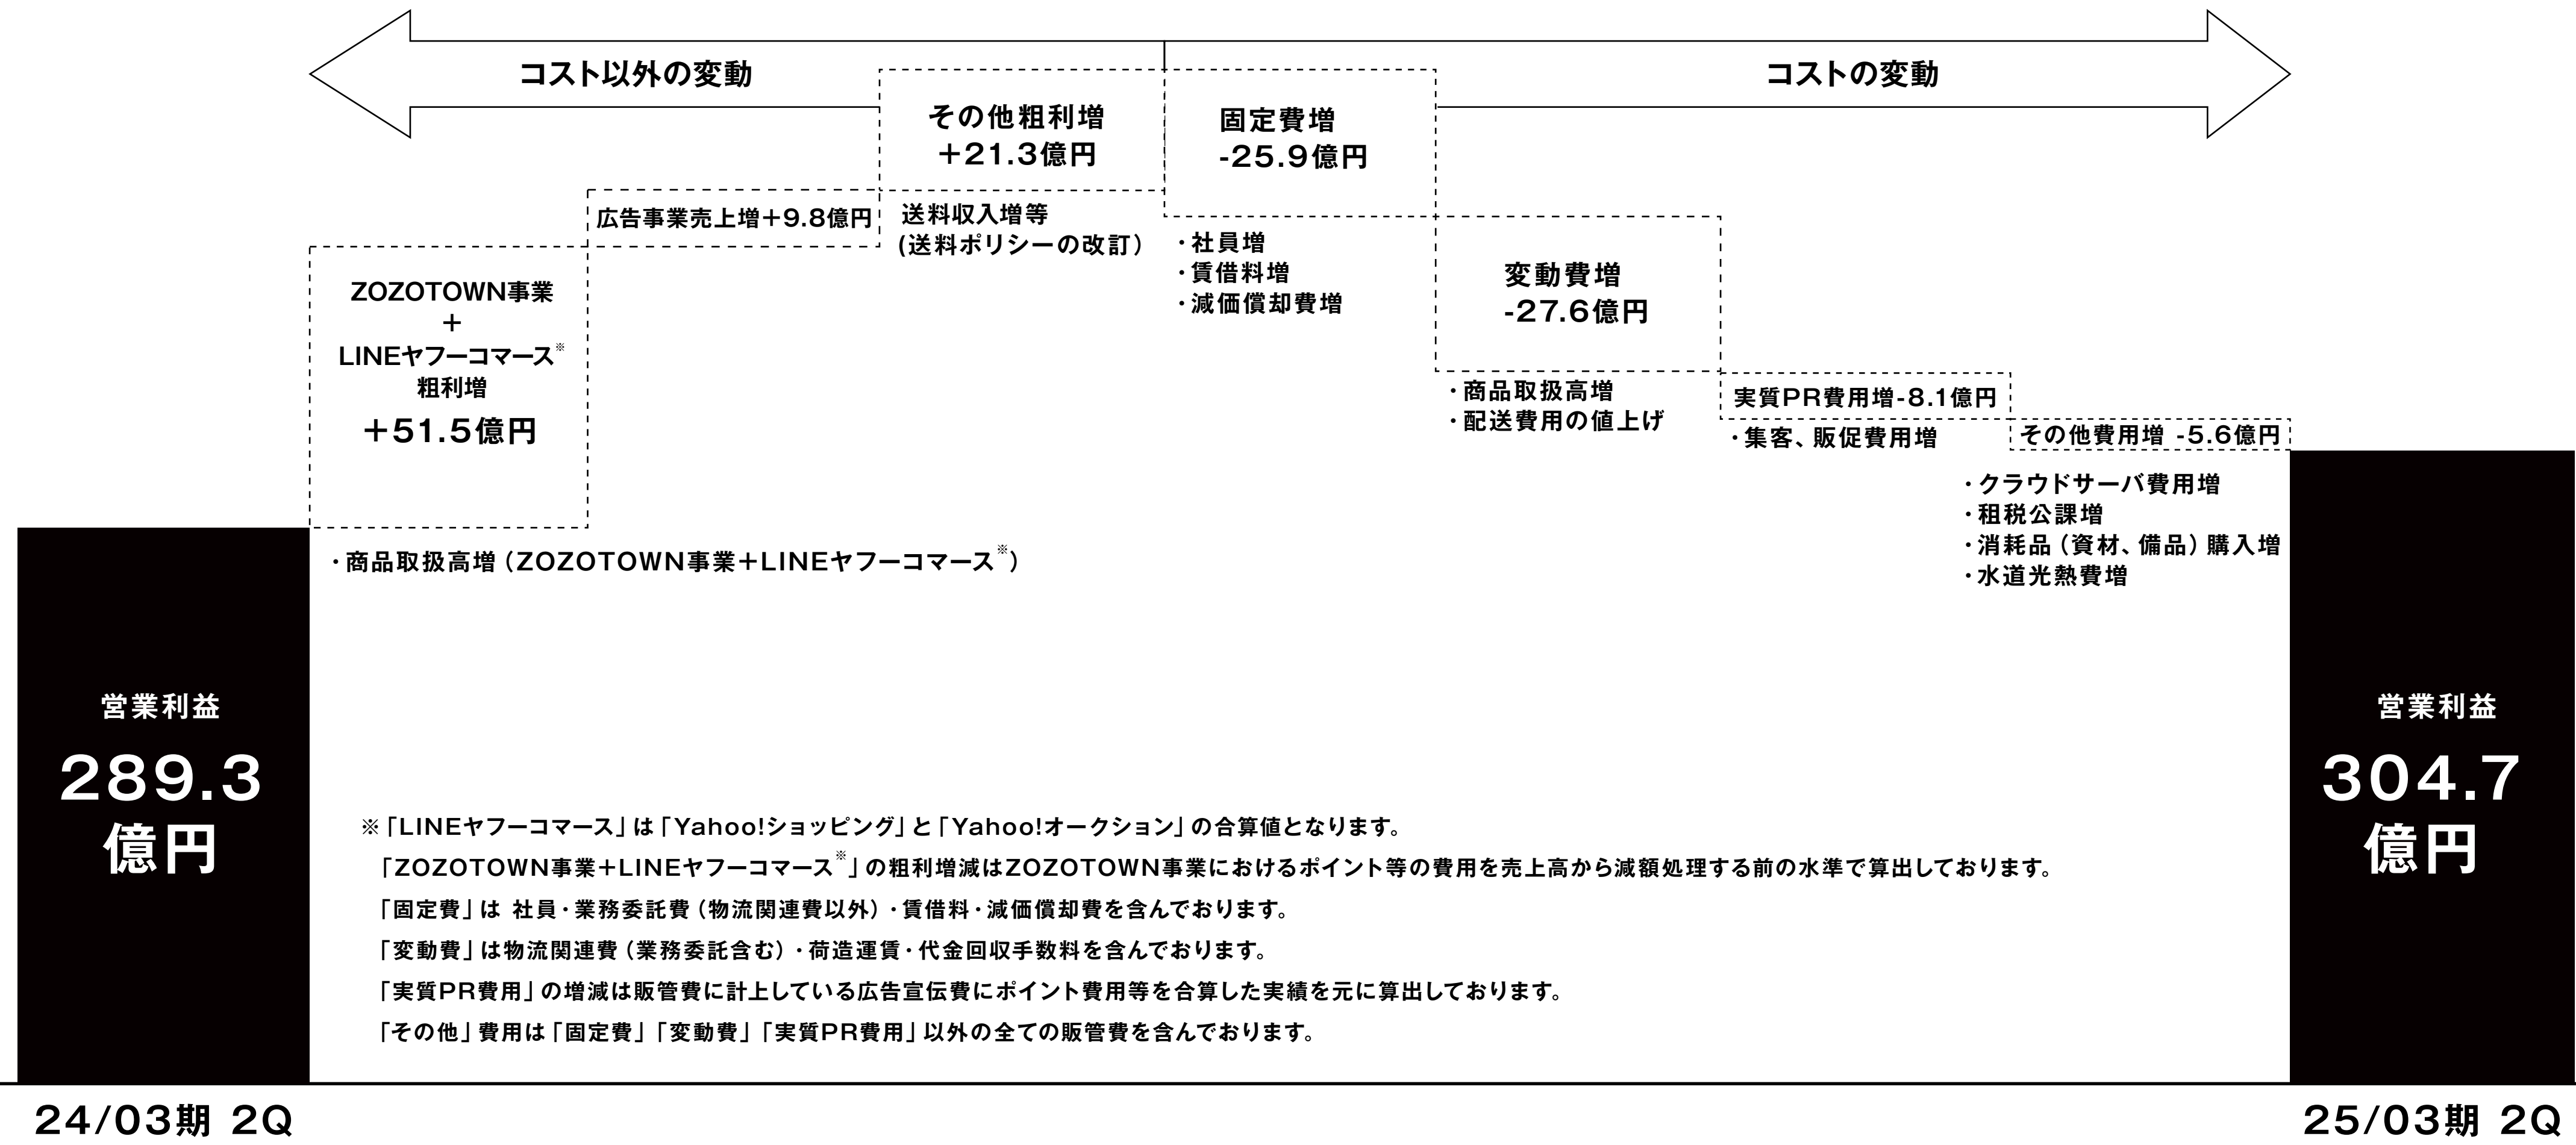 コスト以外の変動
コストの変動
その他粗利増
+21.3億円
固定費増
-25.9億円
広告事業売上増+9.8億円
送料収入増等
(送料ポリシーの改訂)
・社員増
・賃借料増
・減価償却費増
ZOZOTOWN事業
+
LINEヤフーコマース※
粗利増
+51.5億円
変動費増
-27.6億円
・商品取扱高増
・配送費用の値上げ
実質PR費用増-8.1億円
・集客、販促費用増
その他費用増 -5.6億円
・クラウドサーバ費用増
・租税公課増
・消耗品（資材、備品）購入増
・水道光熱費増
・商品取扱高増（ZOZOTOWN事業+LINEヤフーコマース※）
営業利益
289.3
億円
営業利益
304.7
億円
※「LINEヤフーコマース」は「Yahoo!ショッピング」と「Yahoo!オークション」の合算値となります。
「ZOZOTOWN事業+LINEヤフーコマース※」の粗利増減はZOZOTOWN事業におけるポイント等の費用を売上高から減額処理する前の水準で算出しております。
「固定費」は 社員・業務委託費（物流関連費以外）・賃借料・減価償却費を含んでおります。
「変動費」は物流関連費（業務委託含む）・荷造運賃・代金回収手数料を含んでおります。
「実質PR費用」の増減は販管費に計上している広告宣伝費にポイント費用等を合算した実績を元に算出しております。
「その他」費用は「固定費」「変動費」「実質PR費用」以外の全ての販管費を含んでおります。
24/03期 2Q
25/03期 2Q